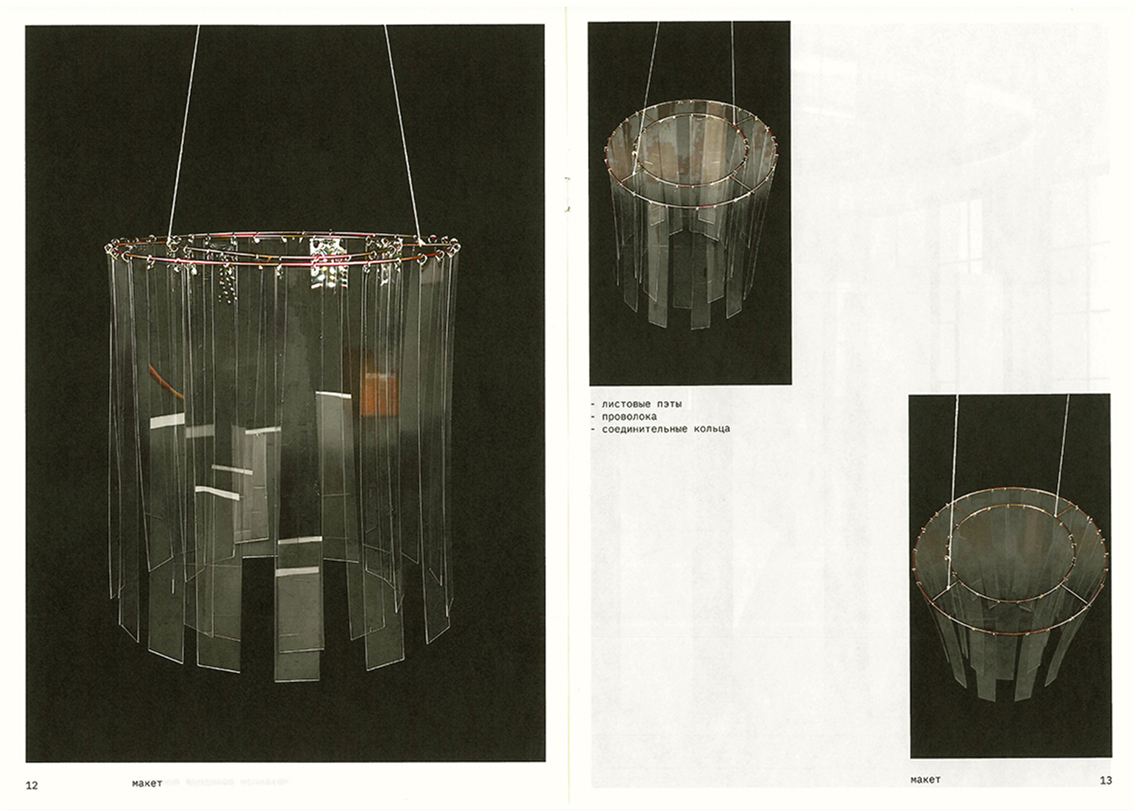 - листовые пэты
- проволока
- соединительные кольца
12
макет
макет
13